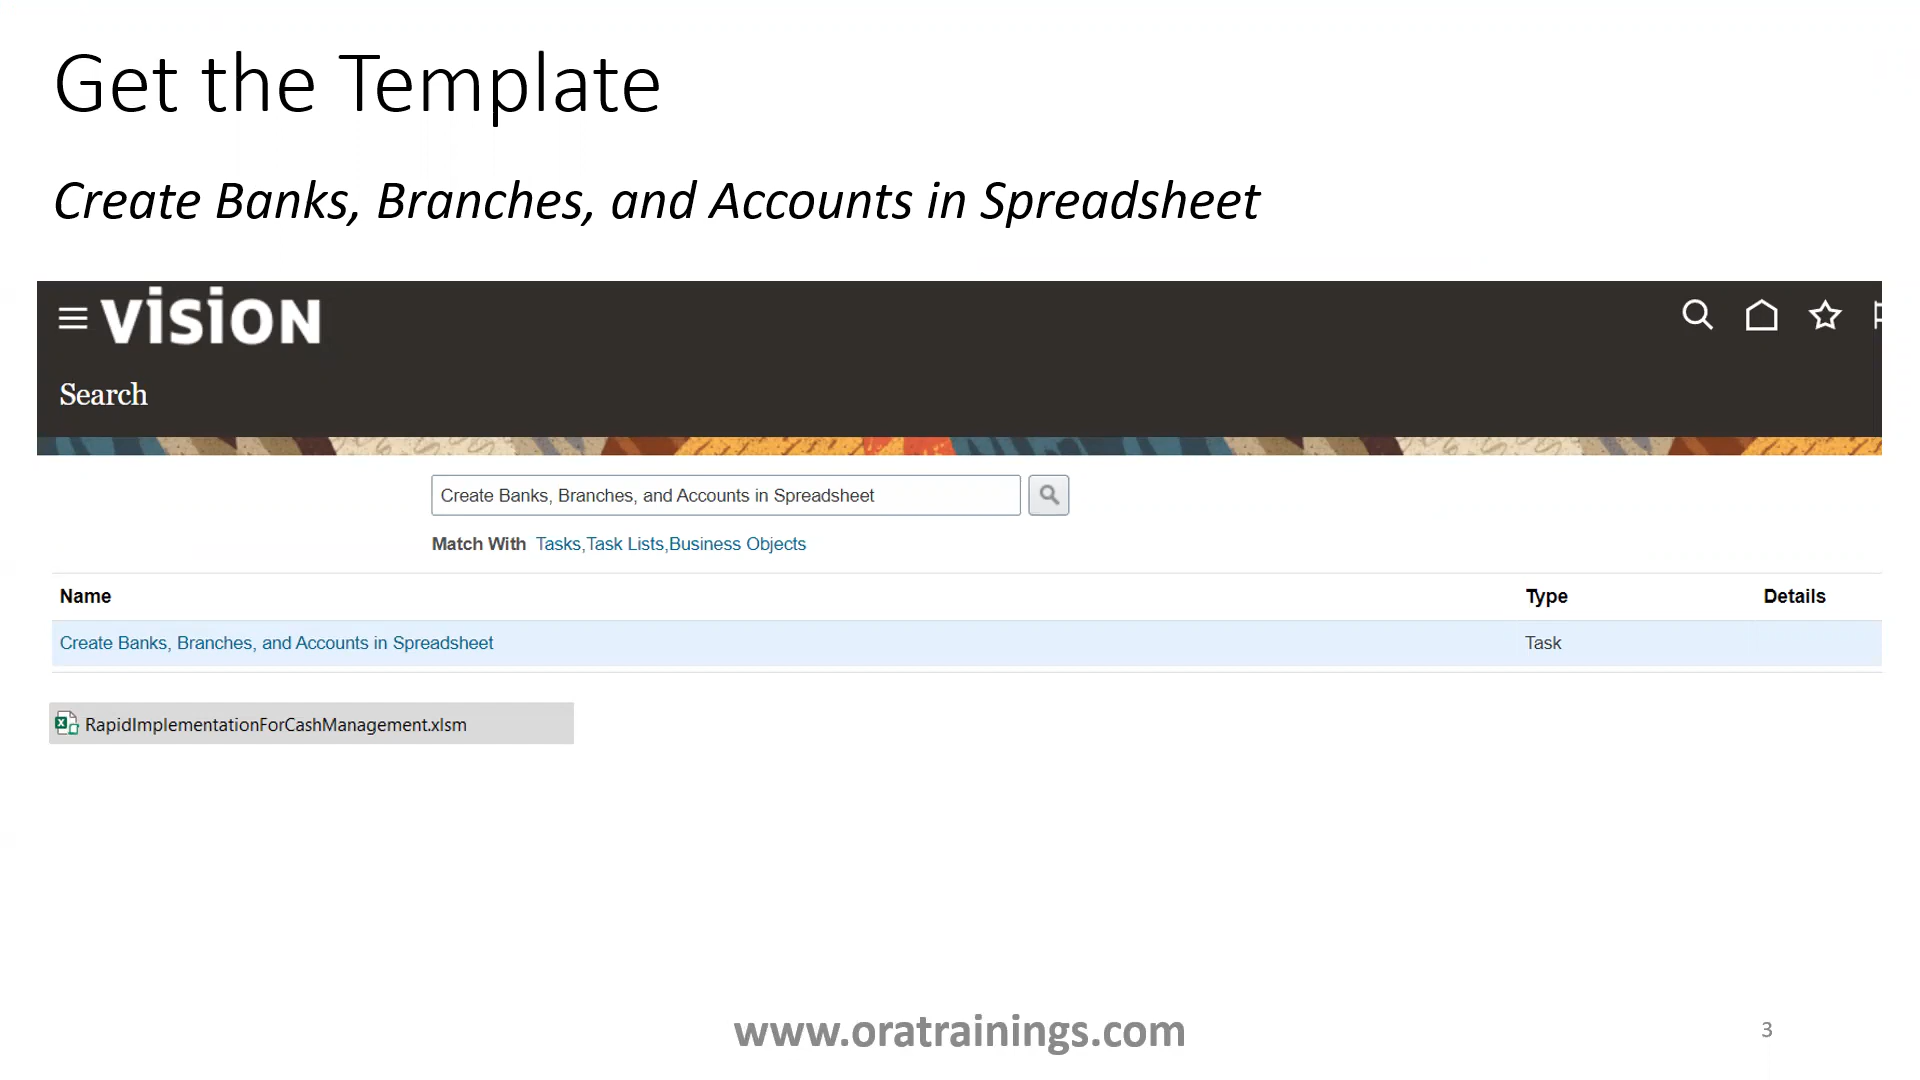 Get the Template
Create Banks, Branches, and Accounts in Spreadsheet
VISION
Search
Create Banks, Branches, and Accounts in Spreadsheet
Match With Tasks,Task Lists,Business Objects
Name Type Details
Create Banks, Branches, and Accounts in Spreadsheet Task
RapidImplementationForCashManagement.xlsm
www.oratrainings.com 3